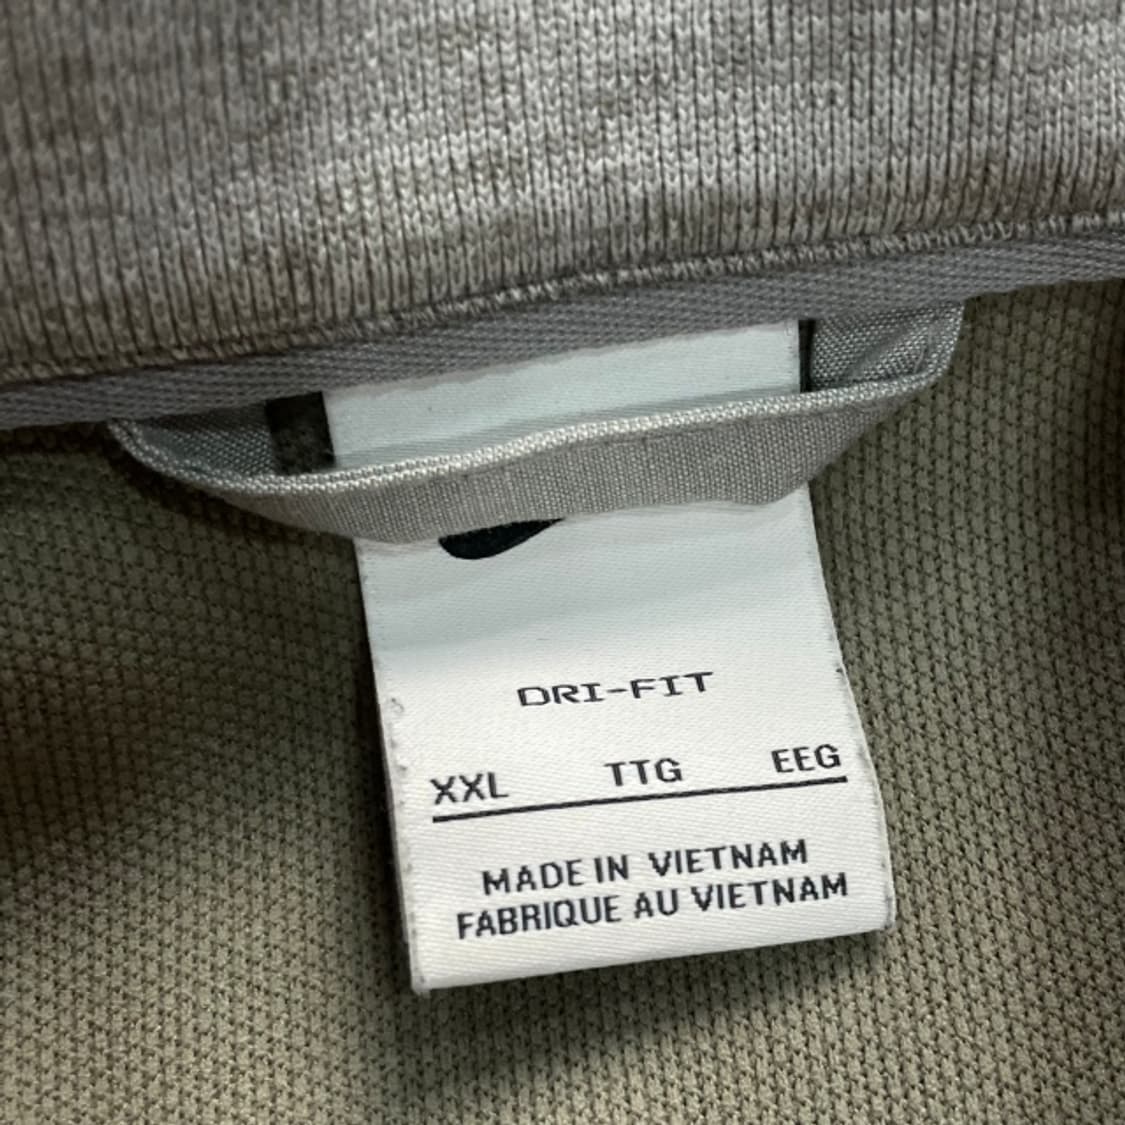 DRI-FIT
XXL TTG EEG
MADE IN VIETNAM
FABRIQUE AU VIETNAM